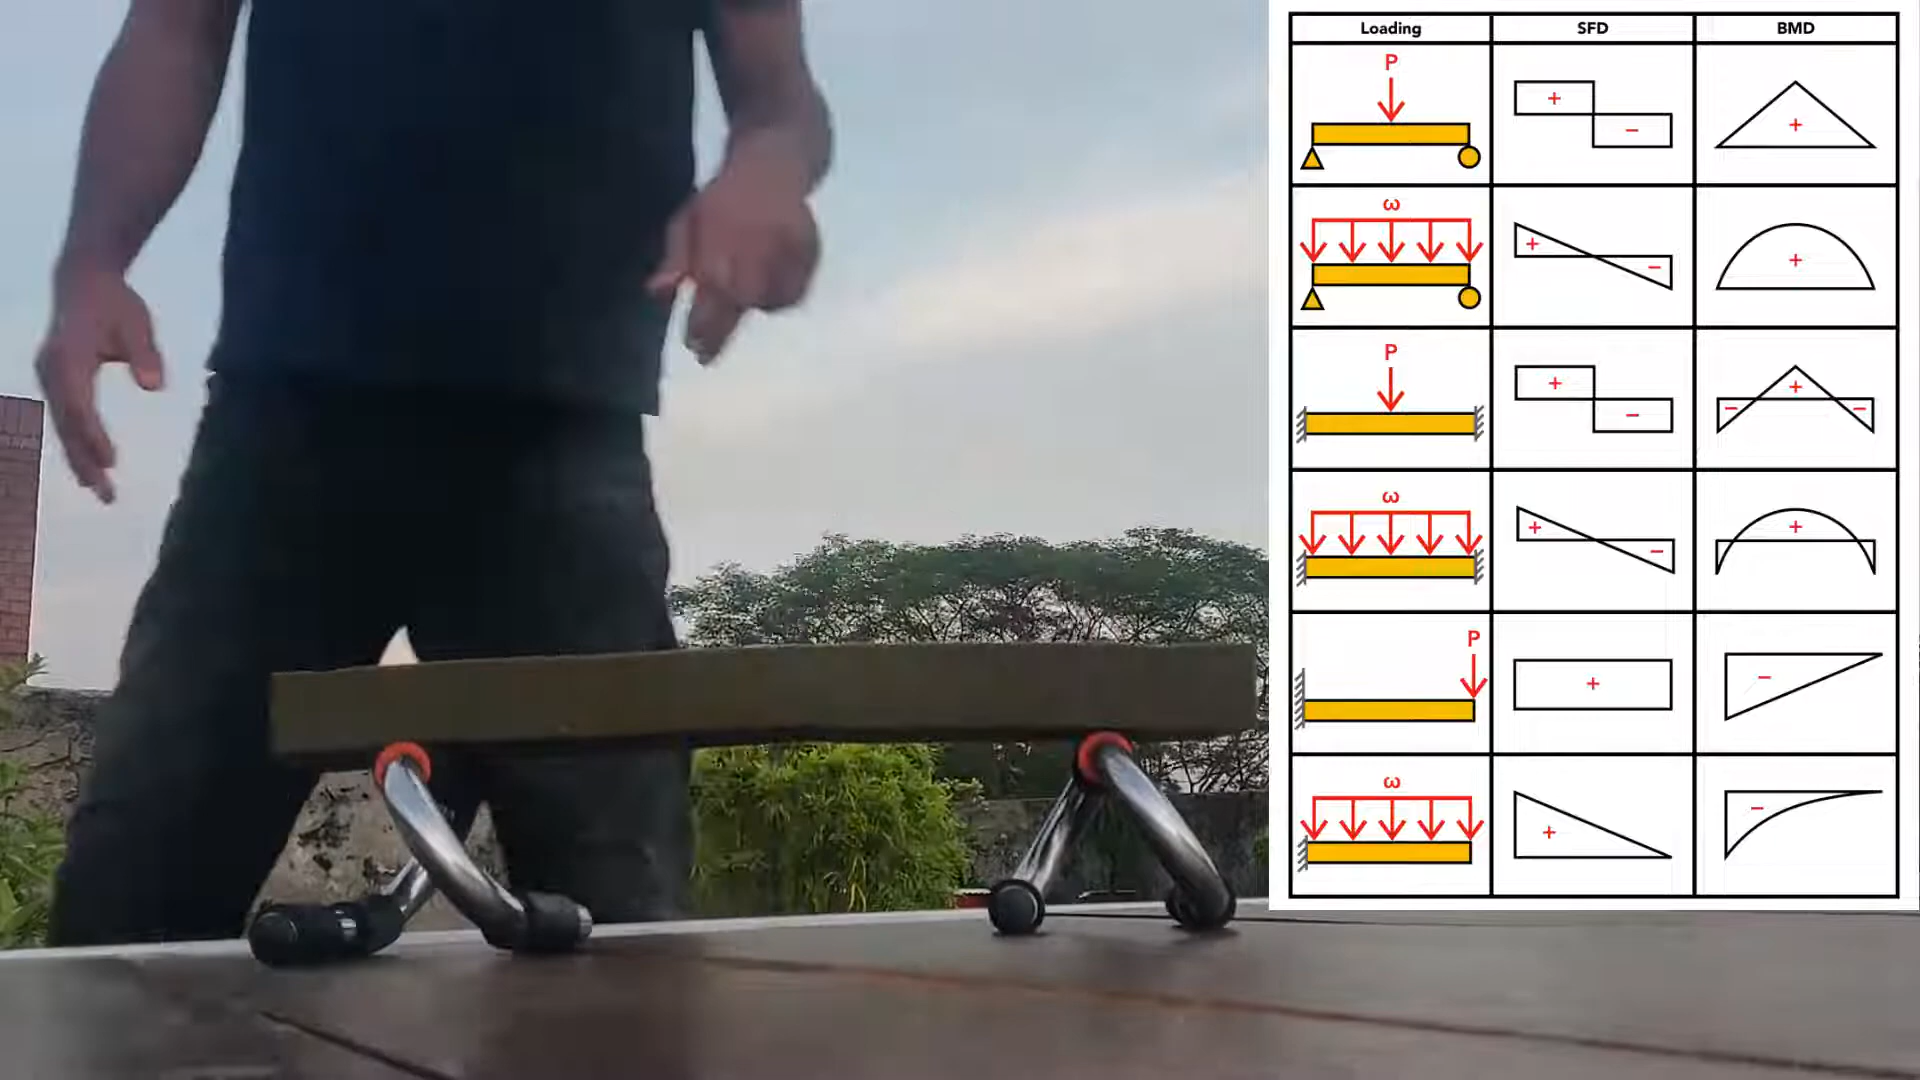 Loading SFD BMD
P
+ − +
ω
+ − +
P
+ − − + −
ω
+ − +
P
+ −
ω
+ −